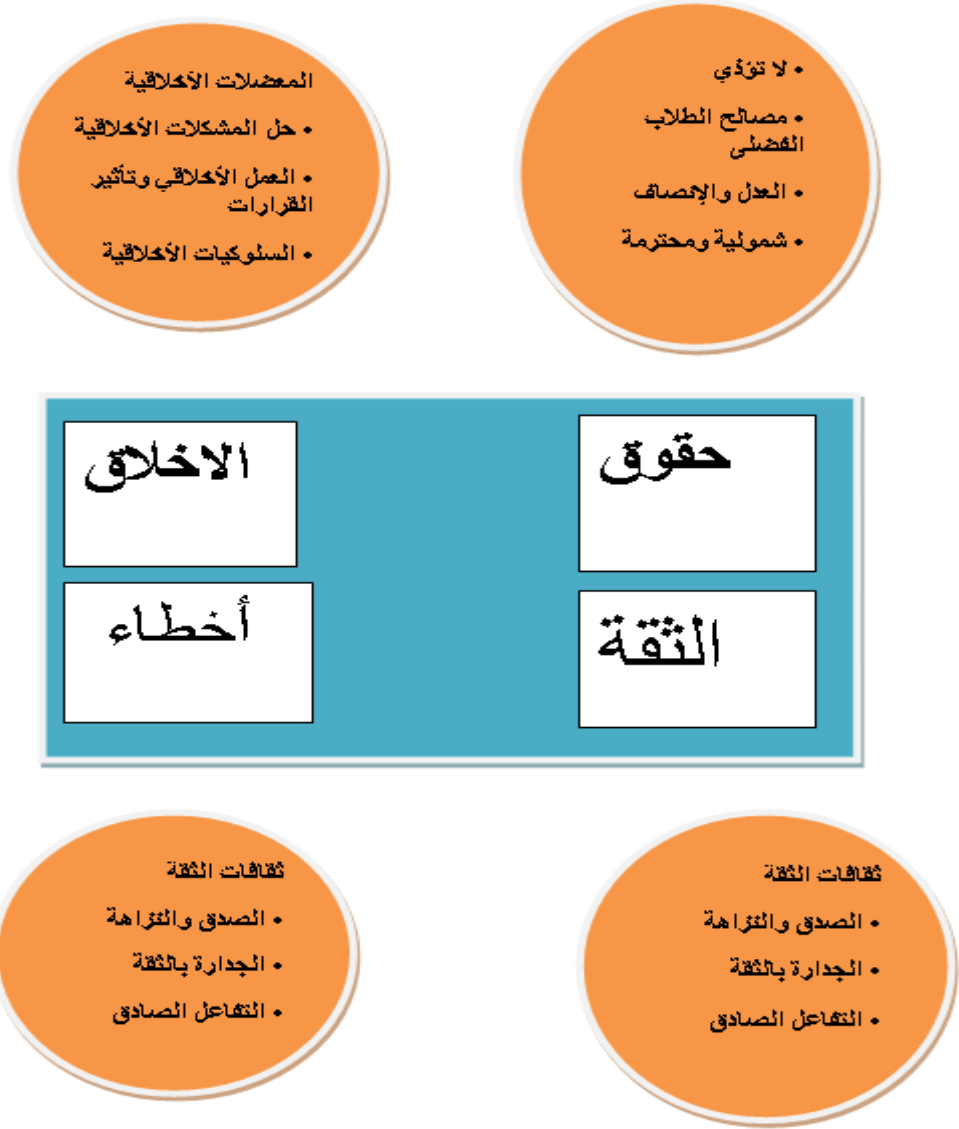 • لا تؤذي
• مصالح الطلاب
الفضلى
• العدل والإنصاف
• شمولية ومحترمة
المعضلات الأخلاقية
• حل المشكلات الأخلاقية
• العمل الأخلاقي وتأثير
القرارات
• السلوكيات الأخلاقية
حقوق
الاخلاق
الثقة
أخطاء
ثقافات الثقة
• الصدق والنزاهة
• الجدارة بالثقة
• التفاعل الصادق
ثقافات الثقة
• الصدق والنزاهة
• الجدارة بالثقة
• التفاعل الصادق